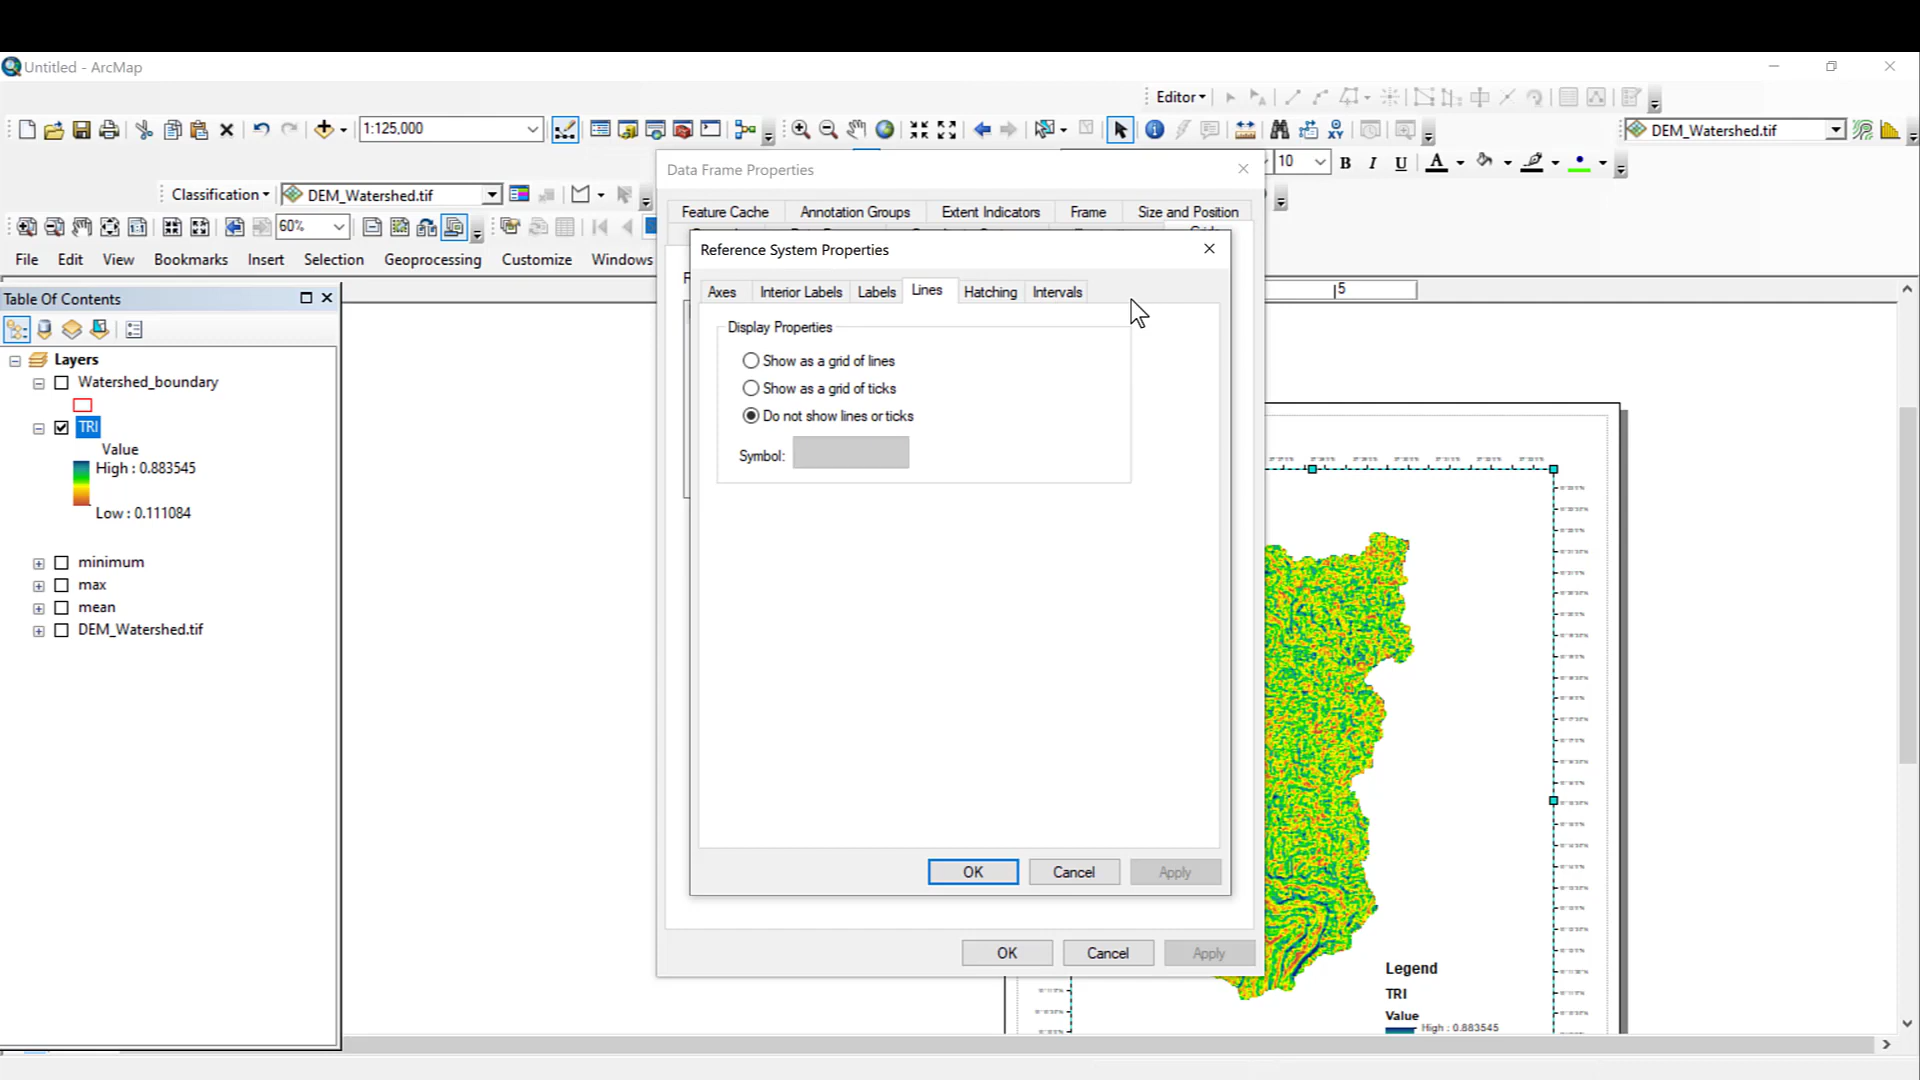 Untitled - ArcMap
Editor
1:125,000
DEM_Watershed.tif
Data Frame Properties
10
B I U A
Classification
DEM_Watershed.tif
Feature Cache Annotation Groups Extent Indicators Frame Size and Position
60%
Reference System Properties
File Edit View Bookmarks Insert Selection Geoprocessing Customize Windows
Axes Interior Labels Labels Lines Hatching Intervals
5
Table Of Contents
Display Properties
Layers
Show as a grid of lines
Watershed_boundary
Show as a grid of ticks
Do not show lines or ticks
TRI
Value
Symbol:
High : 0.883545
Low : 0.111084
minimum
max
mean
DEM_Watershed.tif
OK Cancel Apply
OK Cancel Apply
Legend
TRI
Value
High : 0.883545